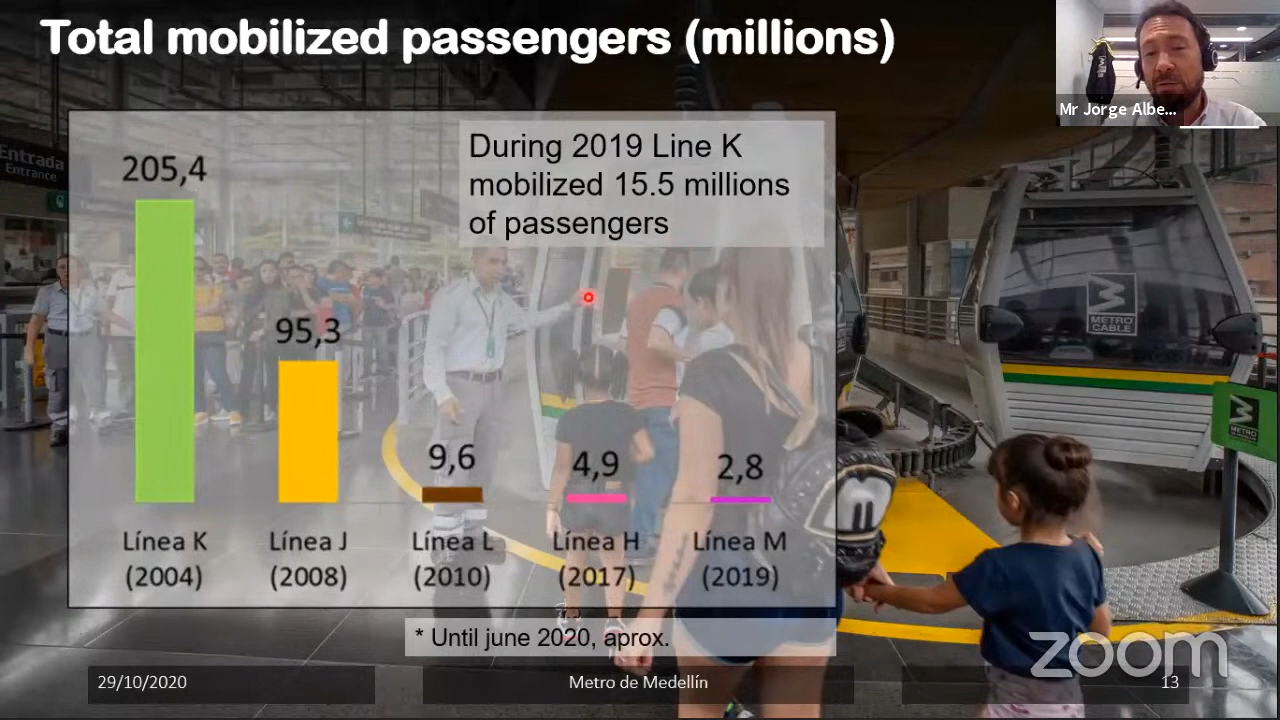 Total mobilized passengers (millions)
Mr Jorge Albe...
Entrada
Entrance
During 2019 Line K
mobilized 15.5 millions
of passengers
205,4
95,3
9,6
4,9
2,8
Línea K
(2004)
Línea J
(2008)
Línea L
(2010)
Línea H
(2017)
Línea M
(2019)
METRO
CABLE
METRO
* Until june 2020, aprox.
zoom
29/10/2020
Metro de Medellín
13